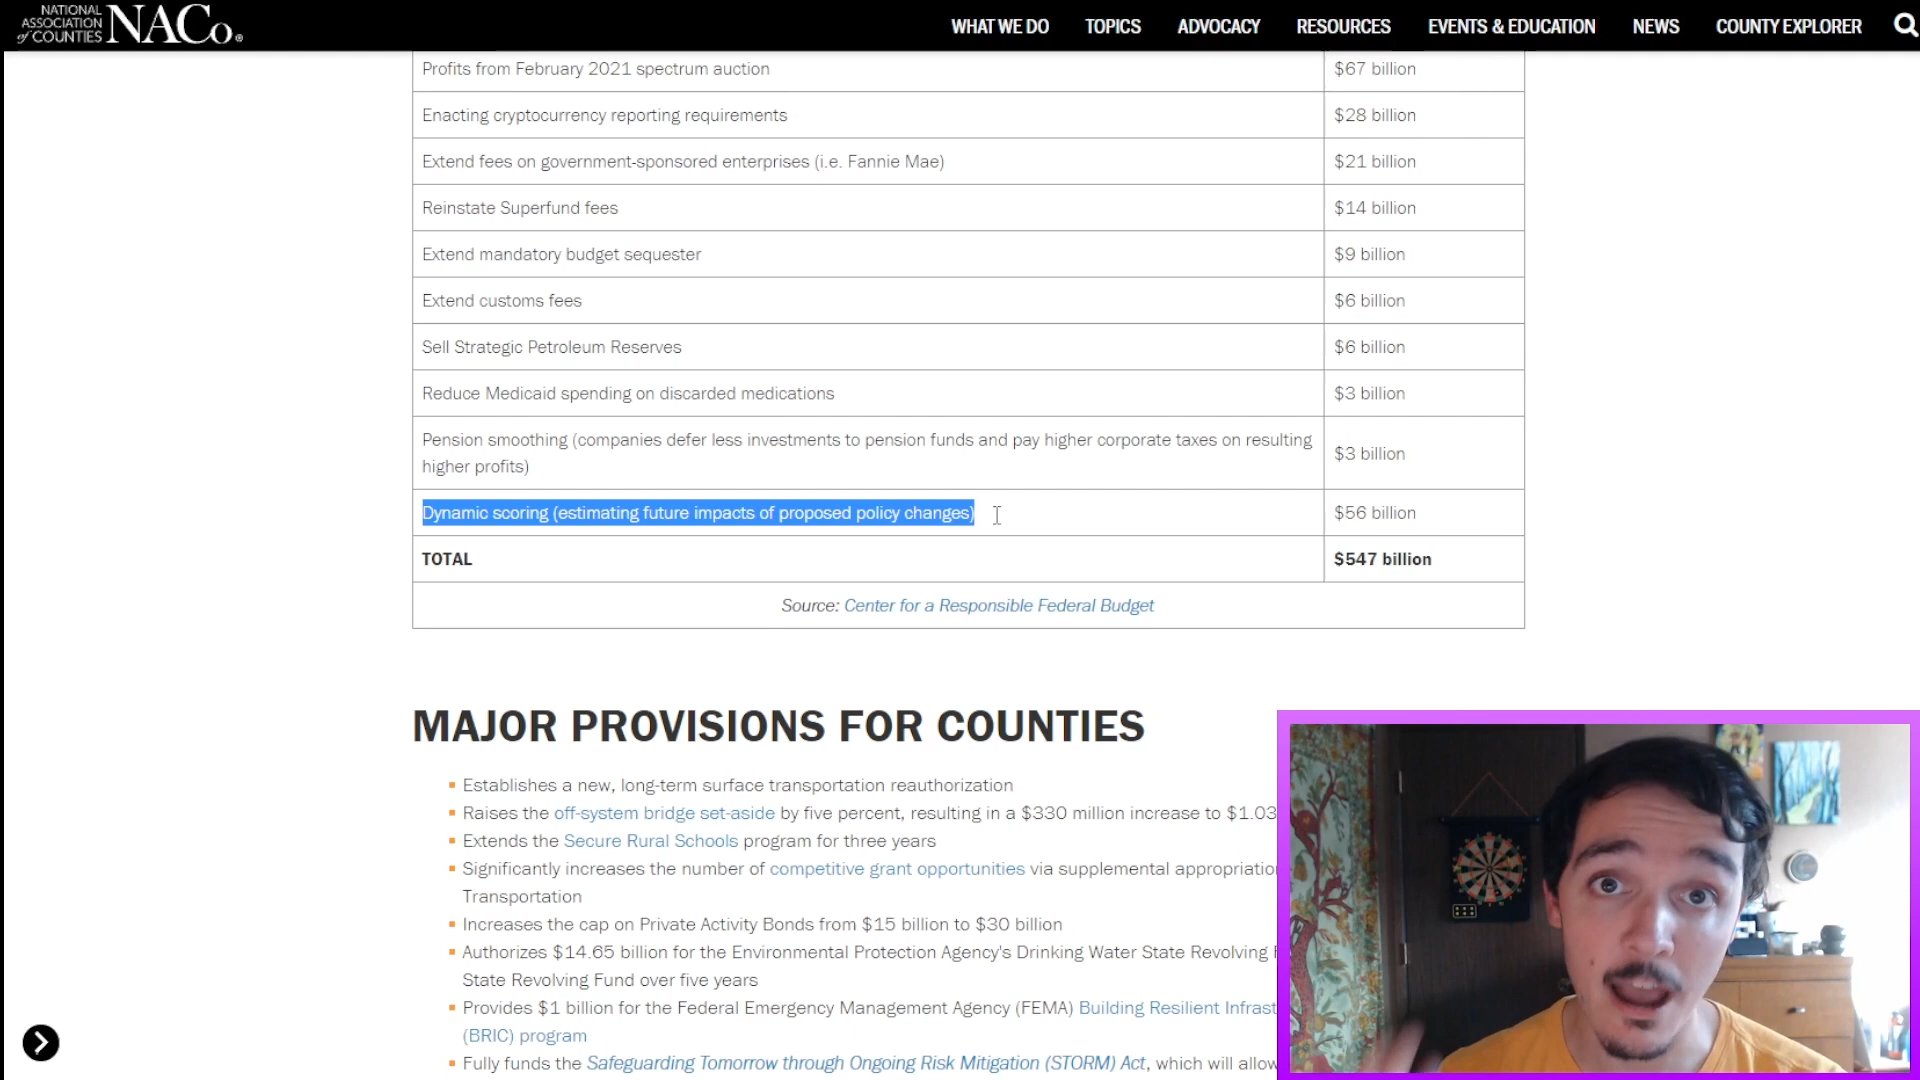 NATIONAL
ASSOCIATION
of COUNTIES
NACo®
WHAT WE DO
TOPICS
ADVOCACY
RESOURCES
EVENTS & EDUCATION
NEWS
COUNTY EXPLORER
Profits from February 2021 spectrum auction $67 billion
Enacting cryptocurrency reporting requirements $28 billion
Extend fees on government-sponsored enterprises (i.e. Fannie Mae) $21 billion
Reinstate Superfund fees $14 billion
Extend mandatory budget sequester $9 billion
Extend customs fees $6 billion
Sell Strategic Petroleum Reserves $6 billion
Reduce Medicaid spending on discarded medications $3 billion
Pension smoothing (companies defer less investments to pension funds and pay higher corporate taxes on resulting
higher profits) $3 billion
Dynamic scoring (estimating future impacts of proposed policy changes) $56 billion
TOTAL $547 billion
Source: Center for a Responsible Federal Budget
MAJOR PROVISIONS FOR COUNTIES
Establishes a new, long-term surface transportation reauthorization
Raises the off-system bridge set-aside by five percent, resulting in a $330 million increase to $1.03
Extends the Secure Rural Schools program for three years
Significantly increases the number of competitive grant opportunities via supplemental appropriation
Transportation
Increases the cap on Private Activity Bonds from $15 billion to $30 billion
Authorizes $14.65 billion for the Environmental Protection Agency's Drinking Water State Revolving
State Revolving Fund over five years
Provides $1 billion for the Federal Emergency Management Agency (FEMA) Building Resilient Infrast
(BRIC) program
Fully funds the Safeguarding Tomorrow through Ongoing Risk Mitigation (STORM) Act, which will allow